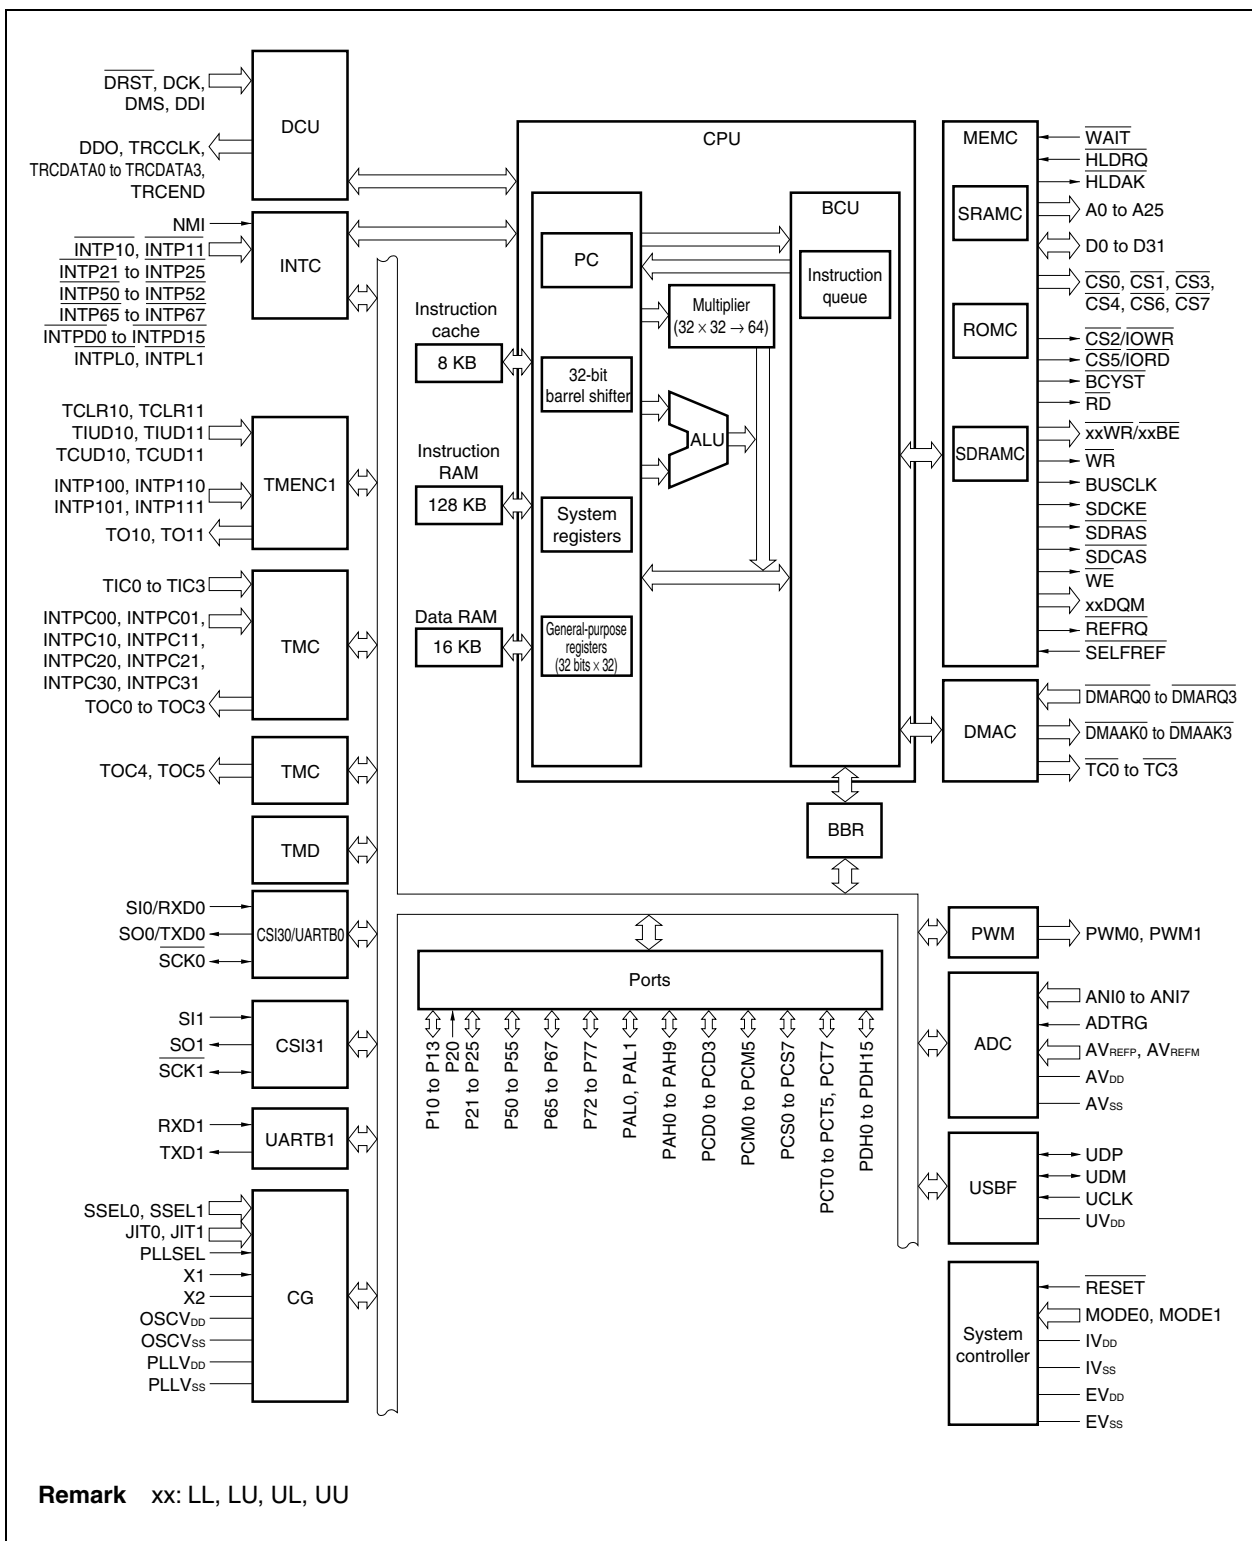 DRST, DCK,
DMS, DDI
DDO, TRCCLK,
TRCDATA0 to TRCDATA3,
TRCEND
DCU
NMI
INTP10, INTP11
INTP21 to INTP25
INTP50 to INTP52
INTP65 to INTP67
INTPD0 to INTPD15
INTPL0, INTPL1
INTC
TCLR10, TCLR11
TIUD10, TIUD11
TCUD10, TCUD11
INTP100, INTP110
INTP101, INTP111
TO10, TO11
TMENC1
TIC0 to TIC3
INTPC00, INTPC01,
INTPC10, INTPC11,
INTPC20, INTPC21,
INTPC30, INTPC31
TOC0 to TOC3
TMC
TOC4, TOC5
TMC
TMD
SI0/RXD0
SO0/TXD0
SCK0
CSI30/UARTB0
SI1
SO1
SCK1
CSI31
RXD1
TXD1
UARTB1
SSEL0, SSEL1
JIT0, JIT1
PLLSEL
X1
X2
OSCVDD
OSCVSS
PLLVDD
PLLVSS
CG
Instruction
cache
8 KB
Instruction
RAM
128 KB
Data RAM
16 KB
CPU
PC
32-bit
barrel shifter
System
registers
General-purpose
registers
(32 bits × 32)
Multiplier
(32 × 32 → 64)
ALU
BCU
Instruction
queue
BBR
Ports
P10 to P13
P20
P21 to P25
P50 to P55
P65 to P67
P72 to P77
PAL0, PAL1
PAH0 to PAH9
PCD0 to PCD3
PCM0 to PCM5
PCS0 to PCS7
PCT0 to PCT5, PCT7
PDH0 to PDH15
MEMC
SRAMC
ROMC
SDRAMC
WAIT
HLDRQ
HLDAK
A0 to A25
D0 to D31
CS0, CS1, CS3,
CS4, CS6, CS7
CS2/IOWR
CS5/IORD
BCYST
RD
xxWR/xxBE
WR
BUSCLK
SDCKE
SDRAS
SDCAS
WE
xxDQM
REFRQ
SELFREF
DMAC
DMARQ0 to DMARQ3
DMAAK0 to DMAAK3
TC0 to TC3
PWM
PWM0, PWM1
ADC
ANI0 to ANI7
ADTRG
AVREFP, AVREFM
AVDD
AVSS
USBF
UDP
UDM
UCLK
UVDD
System
controller
RESET
MODE0, MODE1
IVDD
IVSS
EVDD
EVSS
Remark xx: LL, LU, UL, UU